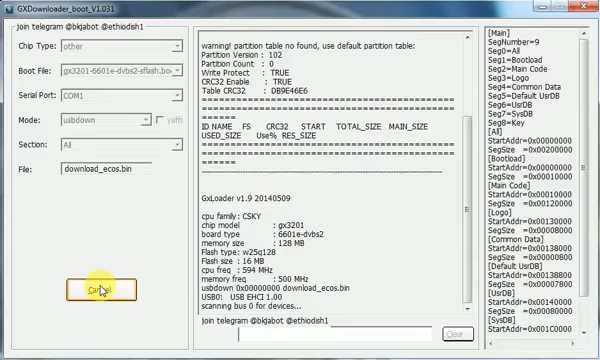 GXDownloader_boot_V1.031
join telegram @bkjabot @ethiodish1
Chip Type: other
Boot File: gx3201-6601e-dvbs2-sflash.boo
Serial Port: COM1
Mode: usbdown yaffs
Section: All
File: download_ecos.bin
Cancel
warning! partition table no found, use default partition table:
Partition Version : 102
Partition Count : 0
Write Protect : TRUE
CRC32 Enable : TRUE
Table CRC32 : DB9E46E6
ID NAME FS CRC32 START TOTAL_SIZE MAIN_SIZE
USED_SIZE Use% RES_SIZE
GxLoader v1.9 20140509
cpu family : CSKY
chip model : gx3201
board type : 6601e-dvbs2
memory size : 128 MB
Flash type : w25q128
Flash size : 16 MB
cpu freq : 594 MHz
memory freq : 500 MHz
usbdown 0x00000000 download_ecos.bin
USB0: USB EHCI 1.00
scanning bus 0 for devices...
join telegram @bkjabot @ethiodish1
Clear
[Main]
SegNumber=9
Seg0=All
Seg1=Bootload
Seg2=Main Code
Seg3=Logo
Seg4=Common Data
Seg5=Default UsrDB
Seg6=UsrDB
Seg7=SysDB
Seg8=Key
[All]
StartAddr=0x00000000
SegSize =0x00200000
[Bootload]
StartAddr=0x00000000
SegSize =0x00010000
[Main Code]
StartAddr=0x00010000
SegSize =0x00120000
[Logo]
StartAddr=0x00130000
SegSize =0x00008000
[Common Data]
StartAddr=0x00138000
SegSize =0x00000800
[Default UsrDB]
StartAddr=0x00138800
SegSize =0x00007800
[UsrDB]
StartAddr=0x00140000
SegSize =0x00080000
[SysDB]
StartAddr=0x001C0000